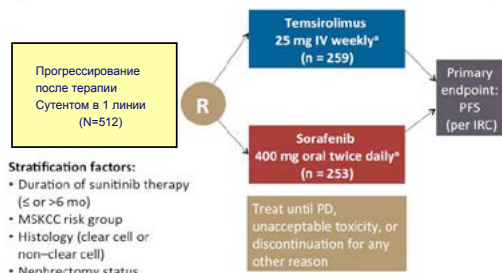 Temsirolimus
25 mg IV weeklyᵃ
(n = 259)
Прогрессирование
после терапии
Сутентом в 1 линии
(N=512)
R
Primary
endpoint:
PFS
(per IRC)
Sorafenib
400 mg oral twice dailyᵃ
(n = 253)
Stratification factors:
• Duration of sunitinib therapy
(≤ or >6 mo)
• MSKCC risk group
• Histology (clear cell or
non–clear cell)
• Nephrectomy status
Treat until PD,
unacceptable toxicity, or
discontinuation for any
other reason